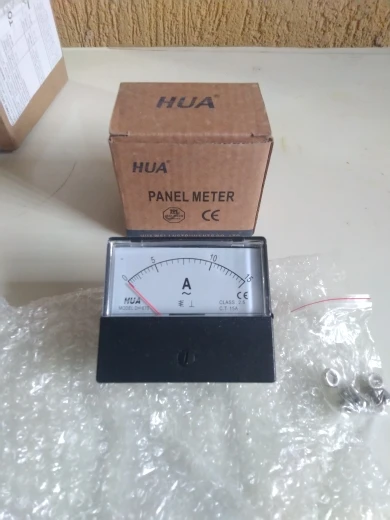 HUA
HUA
PANEL METER
CE
0 5 10 15
A
CE
HUA
CLASS 2.5